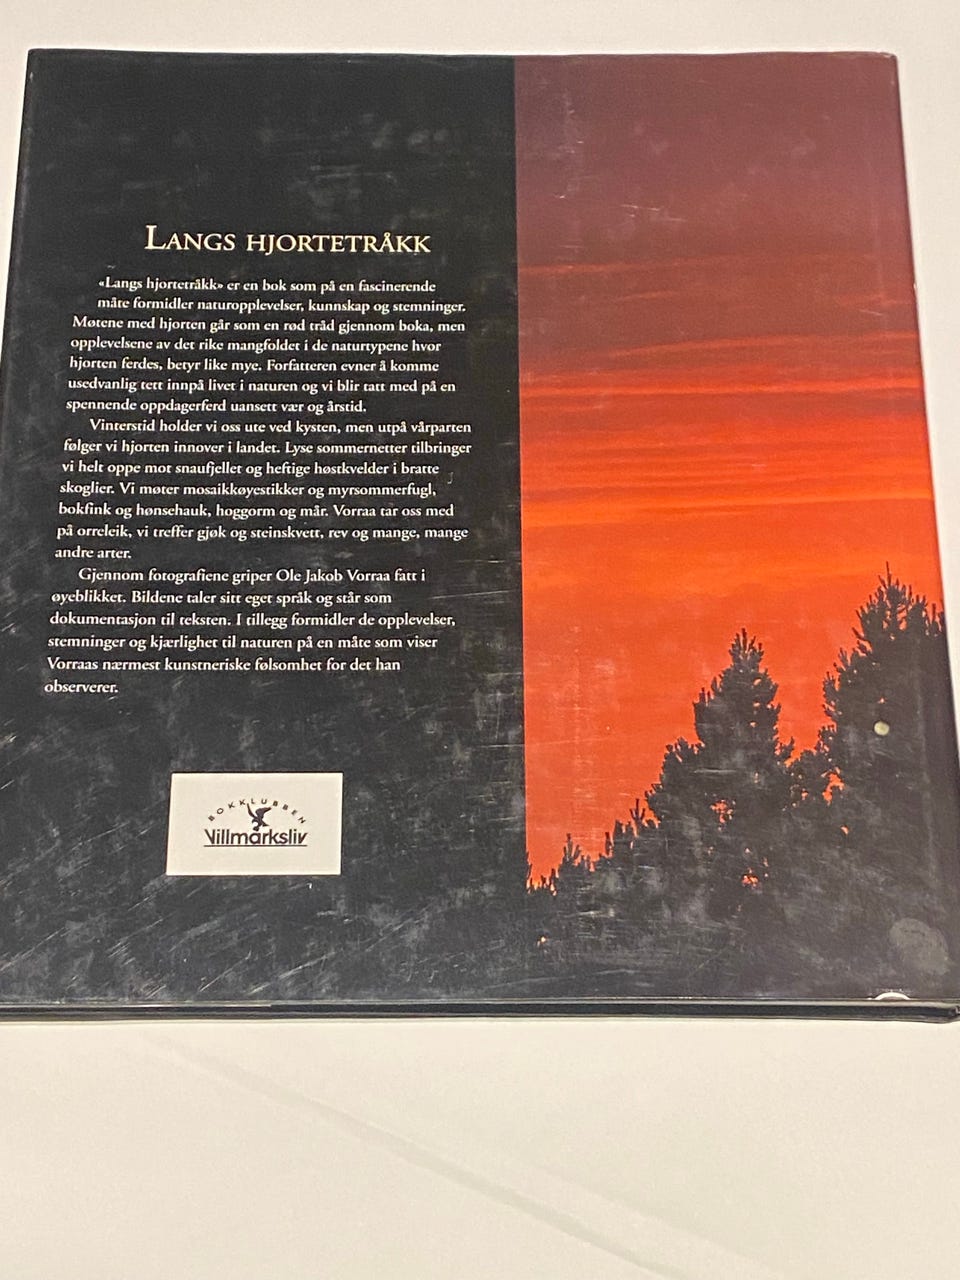 LANGS HJORTETRÅKK
«Langs hjortetråkk» er en bok som på en fascinerende
måte formidler naturopplevelser, kunnskap og stemninger.
Møtene med hjorten går som en rød tråd gjennom boka, men
opplevelsene av det rike mangfoldet i de naturtypene hvor
hjorten ferdes, betyr like mye. Forfatteren evner å komme
usedvanlig tett innpå livet i naturen og vi blir tatt med på en
spennende oppdagerferd uansett vær og årstid.
Vinterstid holder vi oss ute ved kysten, men utpå vårparten
følger vi hjorten innover i landet. Lyse sommernetter tilbringer
vi helt oppe mot snaufjellet og heftige høstkvelder i bratte
skoglier. Vi møter mosaikkøyestikker og myrsommerfugl,
bokfink og hønsehauk, hoggorm og mår. Vorraa tar oss med
på orreleik, vi treffer gjøk og steinskvett, rev og mange, mange
andre arter.
Gjennom fotografiene griper Ole Jakob Vorraa fatt i
øyeblikket. Bildene taler sitt eget språk og står som
dokumentasjon til teksten. I tillegg formidler de opplevelser,
stemninger og kjærlighet til naturen på en måte som viser
Vorraas nærmest kunstneriske følsomhet for det han
observerer.
BOKKLUBBEN
Villmarksliv